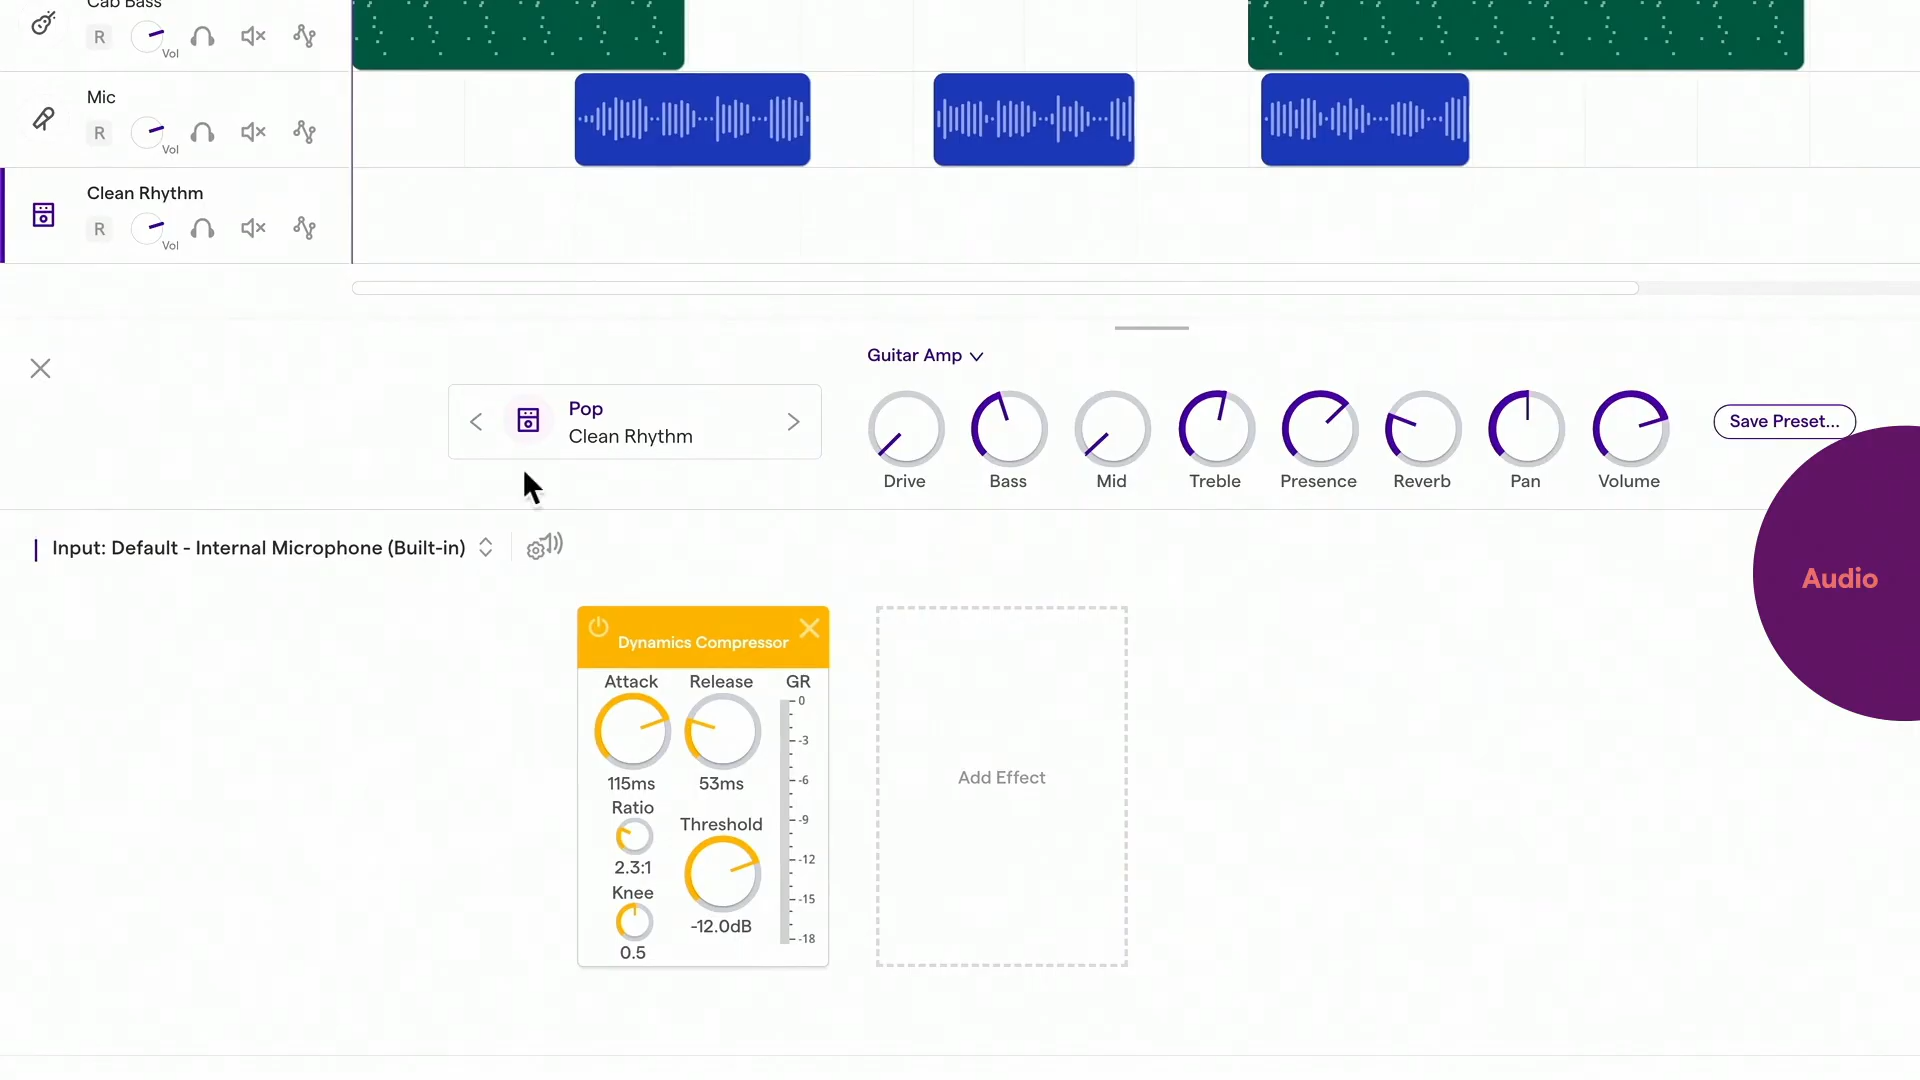 Cab Bass
R
Vol
Mic
R
Vol
Clean Rhythm
R
Vol
Guitar Amp
Pop
Clean Rhythm
Drive Bass Mid Treble Presence Reverb Pan Volume
Save Preset...
Input: Default - Internal Microphone (Built-in)
Audio
Dynamics Compressor
Attack Release GR
115ms 53ms
Ratio
2.3:1
Threshold
-12.0dB
Knee
0.5
0
-3
-6
-9
-12
-15
-18
Add Effect